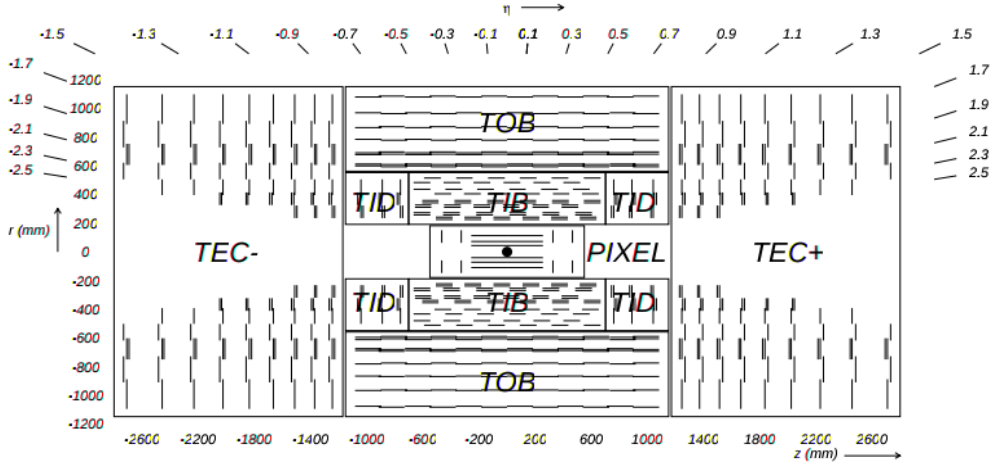 η
-1.5 -1.3 -1.1 -0.9 -0.7 -0.5 -0.3 -0.1 0.1 0.3 0.5 0.7 0.9 1.1 1.3 1.5
-1.7 1.7
-1.9 1.9
-2.1 2.1
-2.3 2.3
-2.5 2.5
1200
1000
800
600
400
200
0
-200
-400
-600
-800
-1000
-1200
r (mm)
TOB
TID TIB TID
TEC- PIXEL TEC+
TID TIB TID
TOB
-2600 -2200 -1800 -1400 -1000 -600 -200 200 600 1000 1400 1800 2200 2600
z (mm)